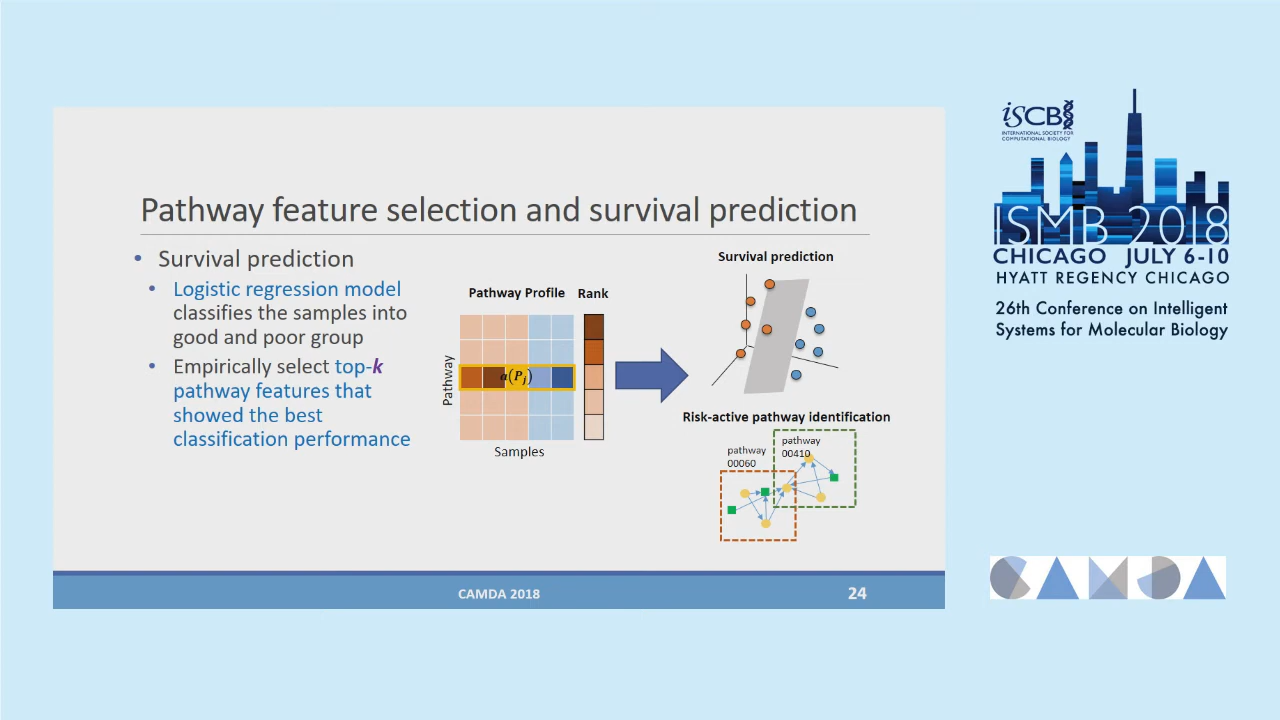 Pathway feature selection and survival prediction
• Survival prediction
• Logistic regression model
classifies the samples into
good and poor group
• Empirically select top-k
pathway features that
showed the best
classification performance
Pathway Profile Rank
Pathway
a(Pj)
Samples
Survival prediction
Risk-active pathway identification
pathway
00060
pathway
00410
CAMDA 2018
24
iSCB
INTERNATIONAL SOCIETY FOR
COMPUTATIONAL BIOLOGY
ISMB 2018
CHICAGO JULY 6-10
HYATT REGENCY CHICAGO
26th Conference on Intelligent
Systems for Molecular Biology
CAMDA